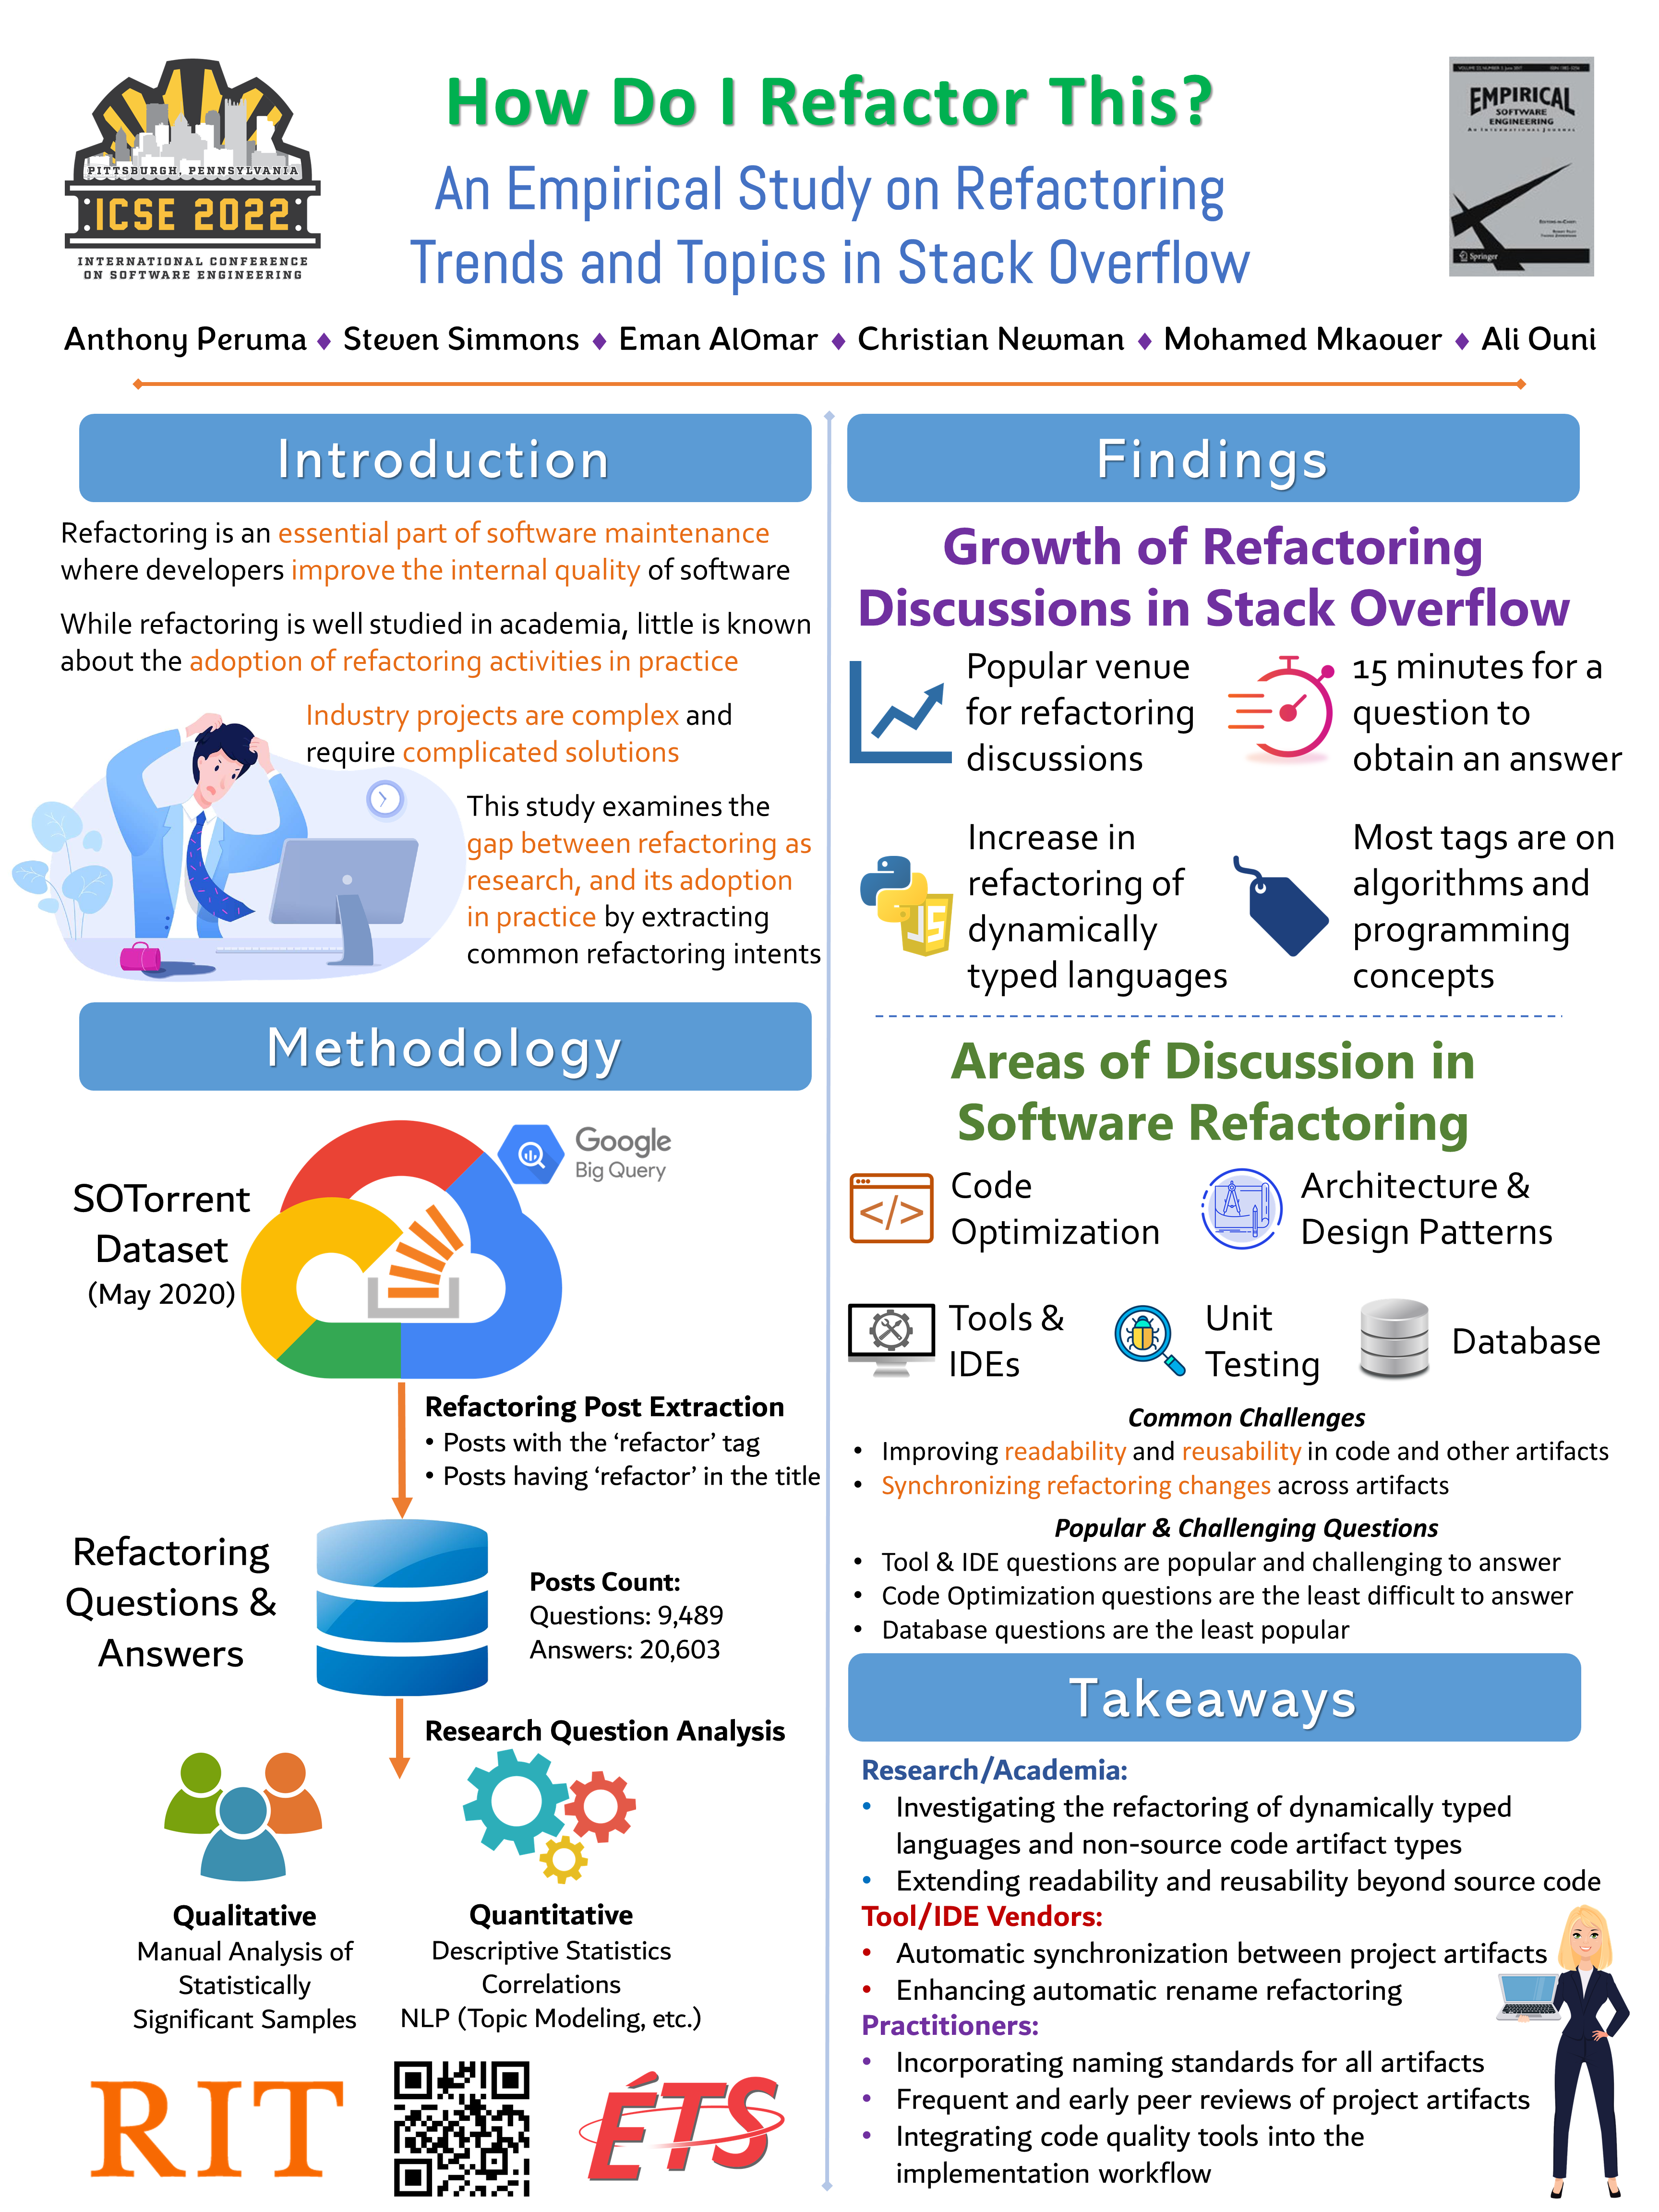 PITTSBURGH, PENNSYLVANIA
ICSE 2022
INTERNATIONAL CONFERENCE
ON SOFTWARE ENGINEERING
How Do I Refactor This?
An Empirical Study on Refactoring
Trends and Topics in Stack Overflow
EMPIRICAL
SOFTWARE
ENGINEERING
An International Journal
Springer
Anthony Peruma ♦ Steven Simmons ♦ Eman AlOmar ♦ Christian Newman ♦ Mohamed Mkaouer ♦ Ali Ouni
Introduction
Refactoring is an essential part of software maintenance
where developers improve the internal quality of software
While refactoring is well studied in academia, little is known
about the adoption of refactoring activities in practice
Industry projects are complex and
require complicated solutions
This study examines the
gap between refactoring as
research, and its adoption
in practice by extracting
common refactoring intents
Methodology
Google
Big Query
SOTorrent
Dataset
(May 2020)
Refactoring Post Extraction
• Posts with the ‘refactor’ tag
• Posts having ‘refactor’ in the title
Refactoring
Questions &
Answers
Posts Count:
Questions: 9,489
Answers: 20,603
Research Question Analysis
Qualitative
Manual Analysis of
Statistically
Significant Samples
Quantitative
Descriptive Statistics
Correlations
NLP (Topic Modeling, etc.)
RIT
ÉTS
Findings
Growth of Refactoring
Discussions in Stack Overflow
Popular venue
for refactoring
discussions
15 minutes for a
question to
obtain an answer
JS
Increase in
refactoring of
dynamically
typed languages
Most tags are on
algorithms and
programming
concepts
Areas of Discussion in
Software Refactoring
</>
Code
Optimization
Architecture &
Design Patterns
Tools &
IDEs
Unit
Testing
Database
Common Challenges
• Improving readability and reusability in code and other artifacts
• Synchronizing refactoring changes across artifacts
Popular & Challenging Questions
• Tool & IDE questions are popular and challenging to answer
• Code Optimization questions are the least difficult to answer
• Database questions are the least popular
Takeaways
Research/Academia:
• Investigating the refactoring of dynamically typed
languages and non-source code artifact types
• Extending readability and reusability beyond source code
Tool/IDE Vendors:
• Automatic synchronization between project artifacts
• Enhancing automatic rename refactoring
Practitioners:
• Incorporating naming standards for all artifacts
• Frequent and early peer reviews of project artifacts
• Integrating code quality tools into the
implementation workflow